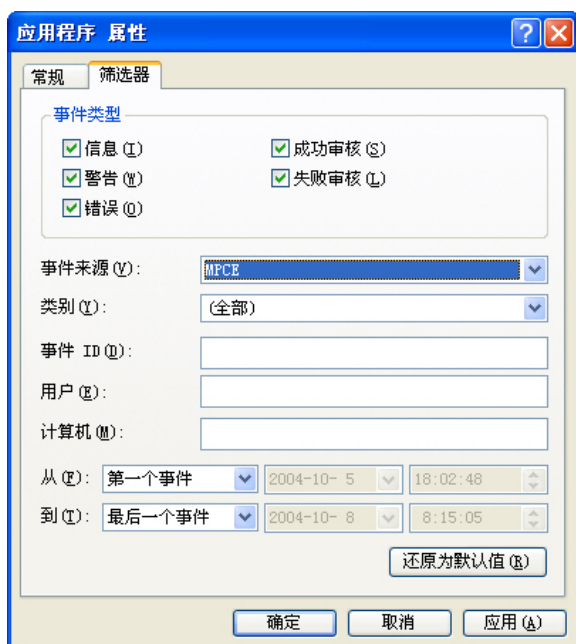 应用程序 属性
常规 筛选器
事件类型
信息(I) 成功审核(S)
警告(W) 失败审核(L)
错误(O)
事件来源(V): MPCE
类别(Y): (全部)
事件 ID(D):
用户(E):
计算机(M):
从(F): 第一个事件 2004-10- 5 18:02:48
到(T): 最后一个事件 2004-10- 8 8:15:05
还原为默认值(R)
确定 取消 应用(A)